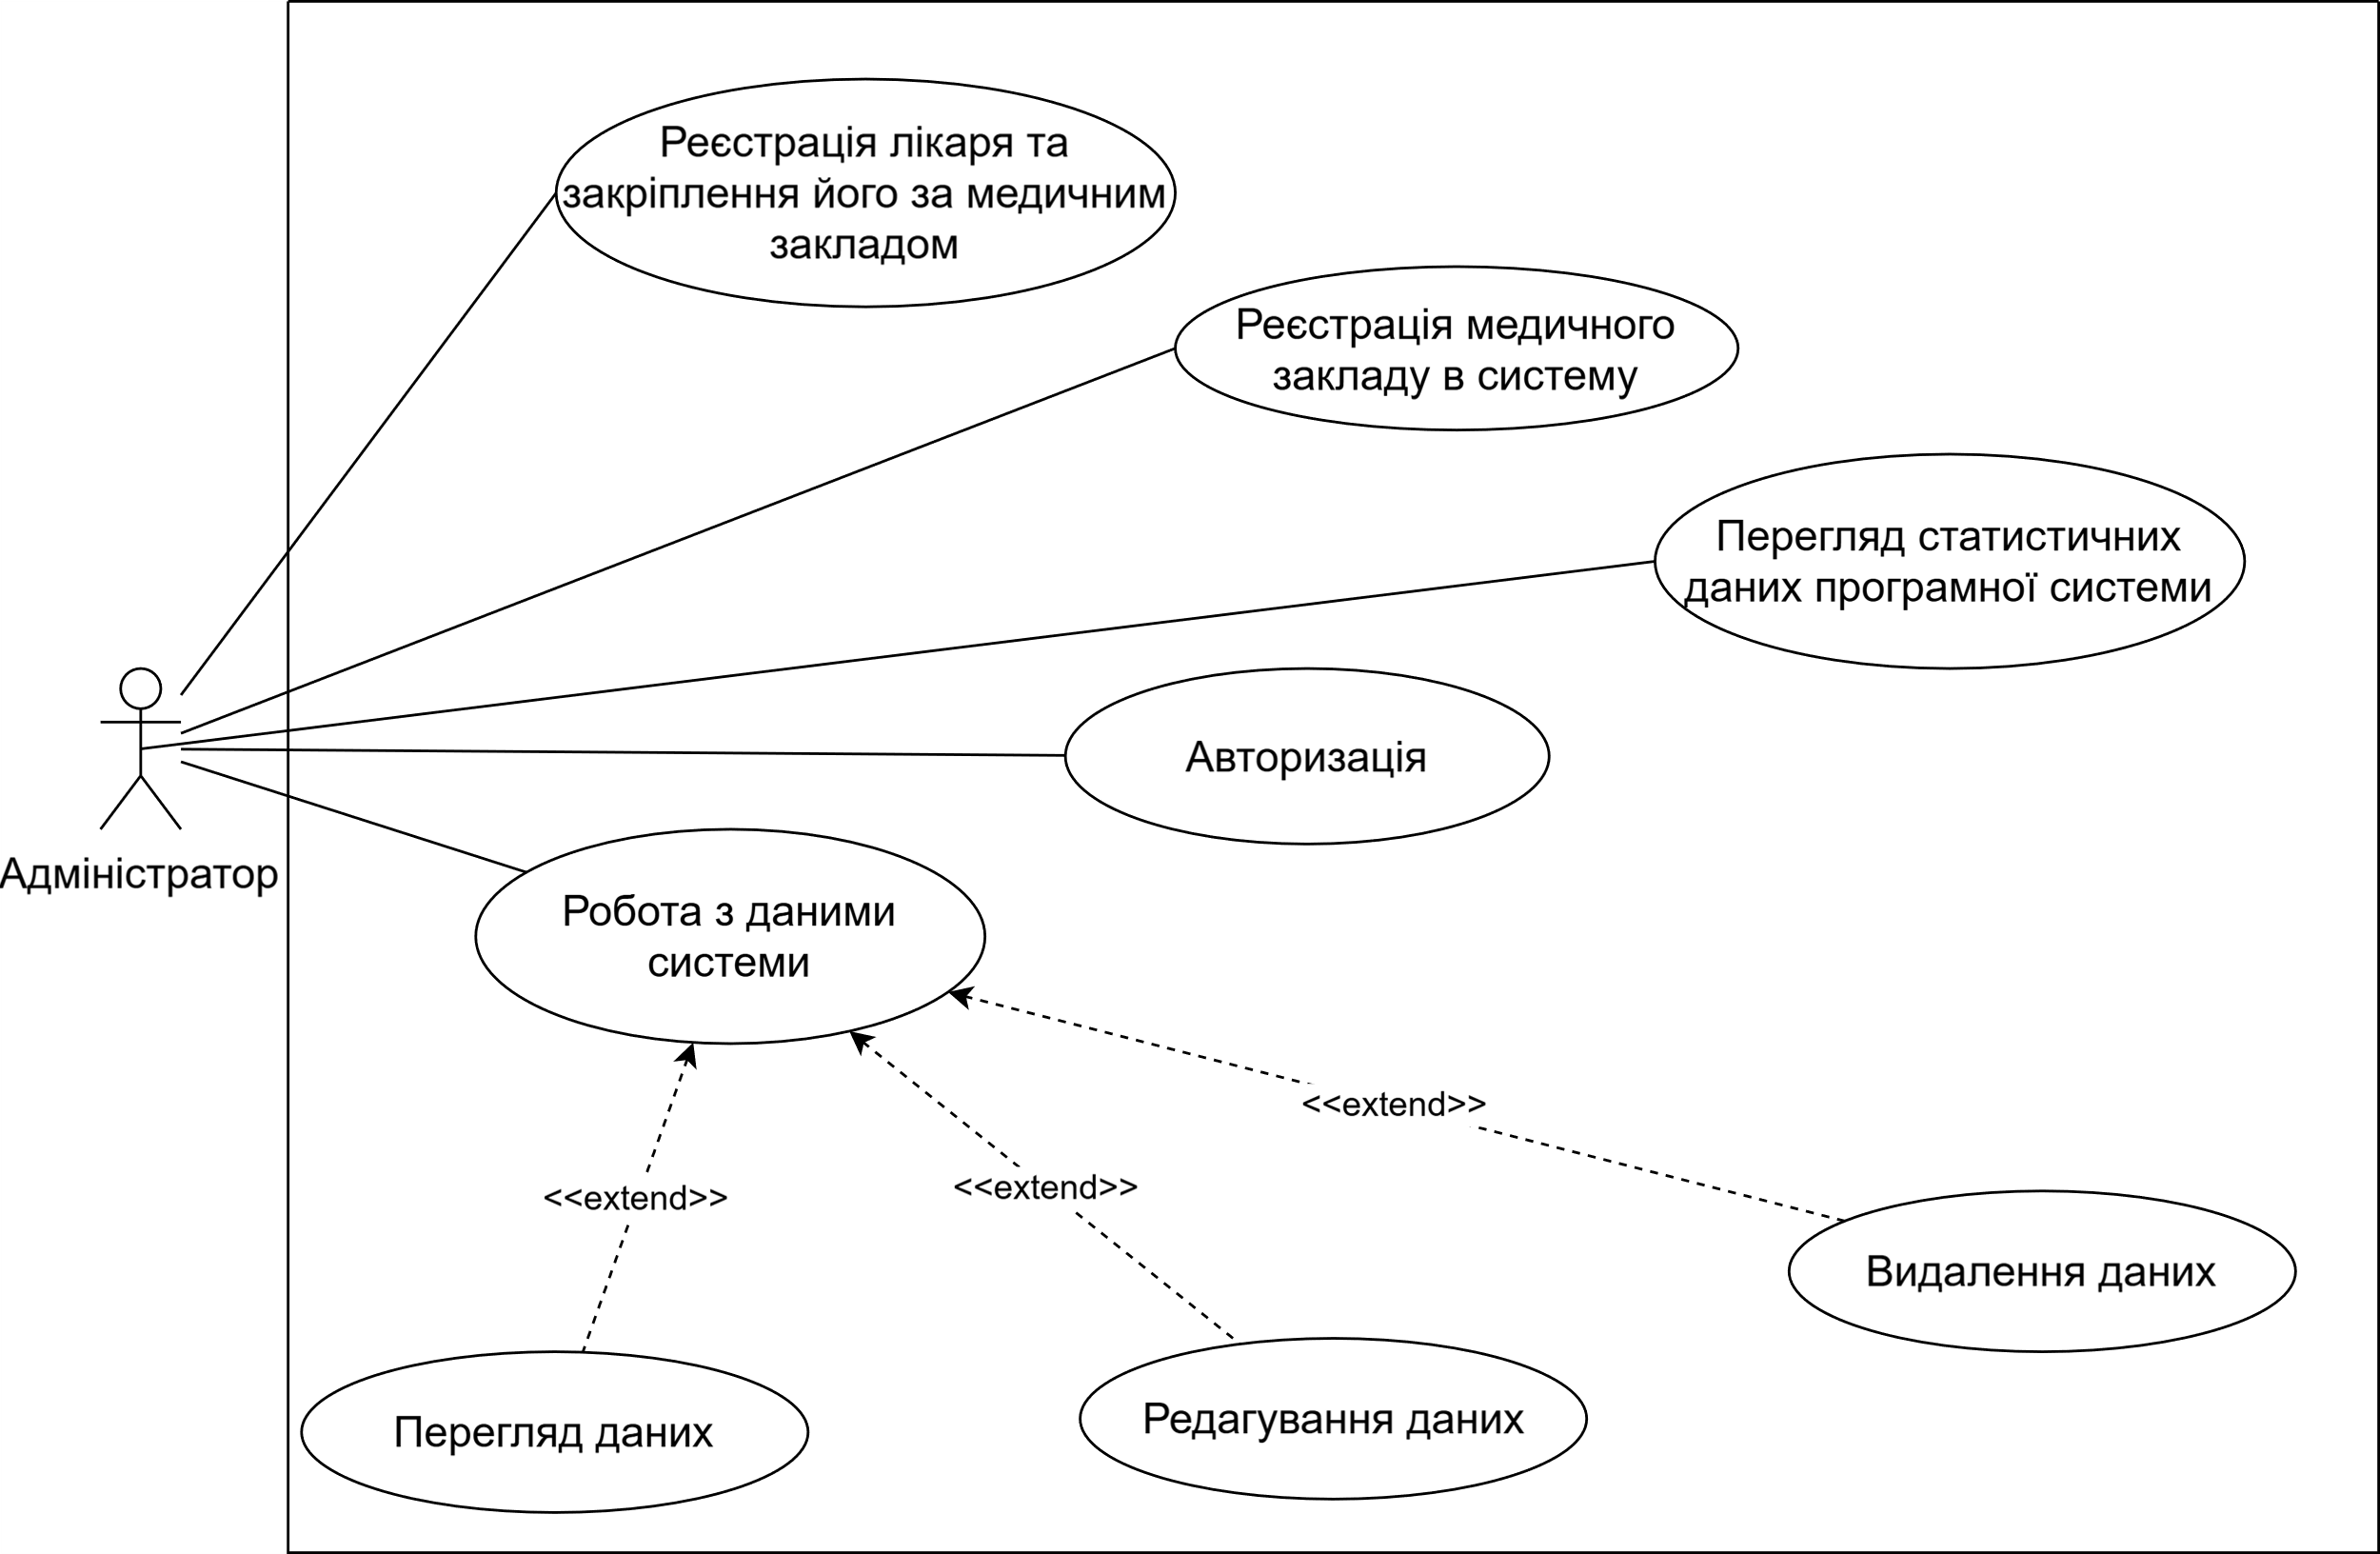 Реєстрація лікаря та
закріплення його за медичним
закладом
Реєстрація медичного
закладу в систему
Перегляд статистичних
даних програмної системи
Авторизація
Адміністратор
Робота з даними
системи
<<extend>>
<<extend>>
<<extend>>
Видалення даних
Перегляд даних
Редагування даних